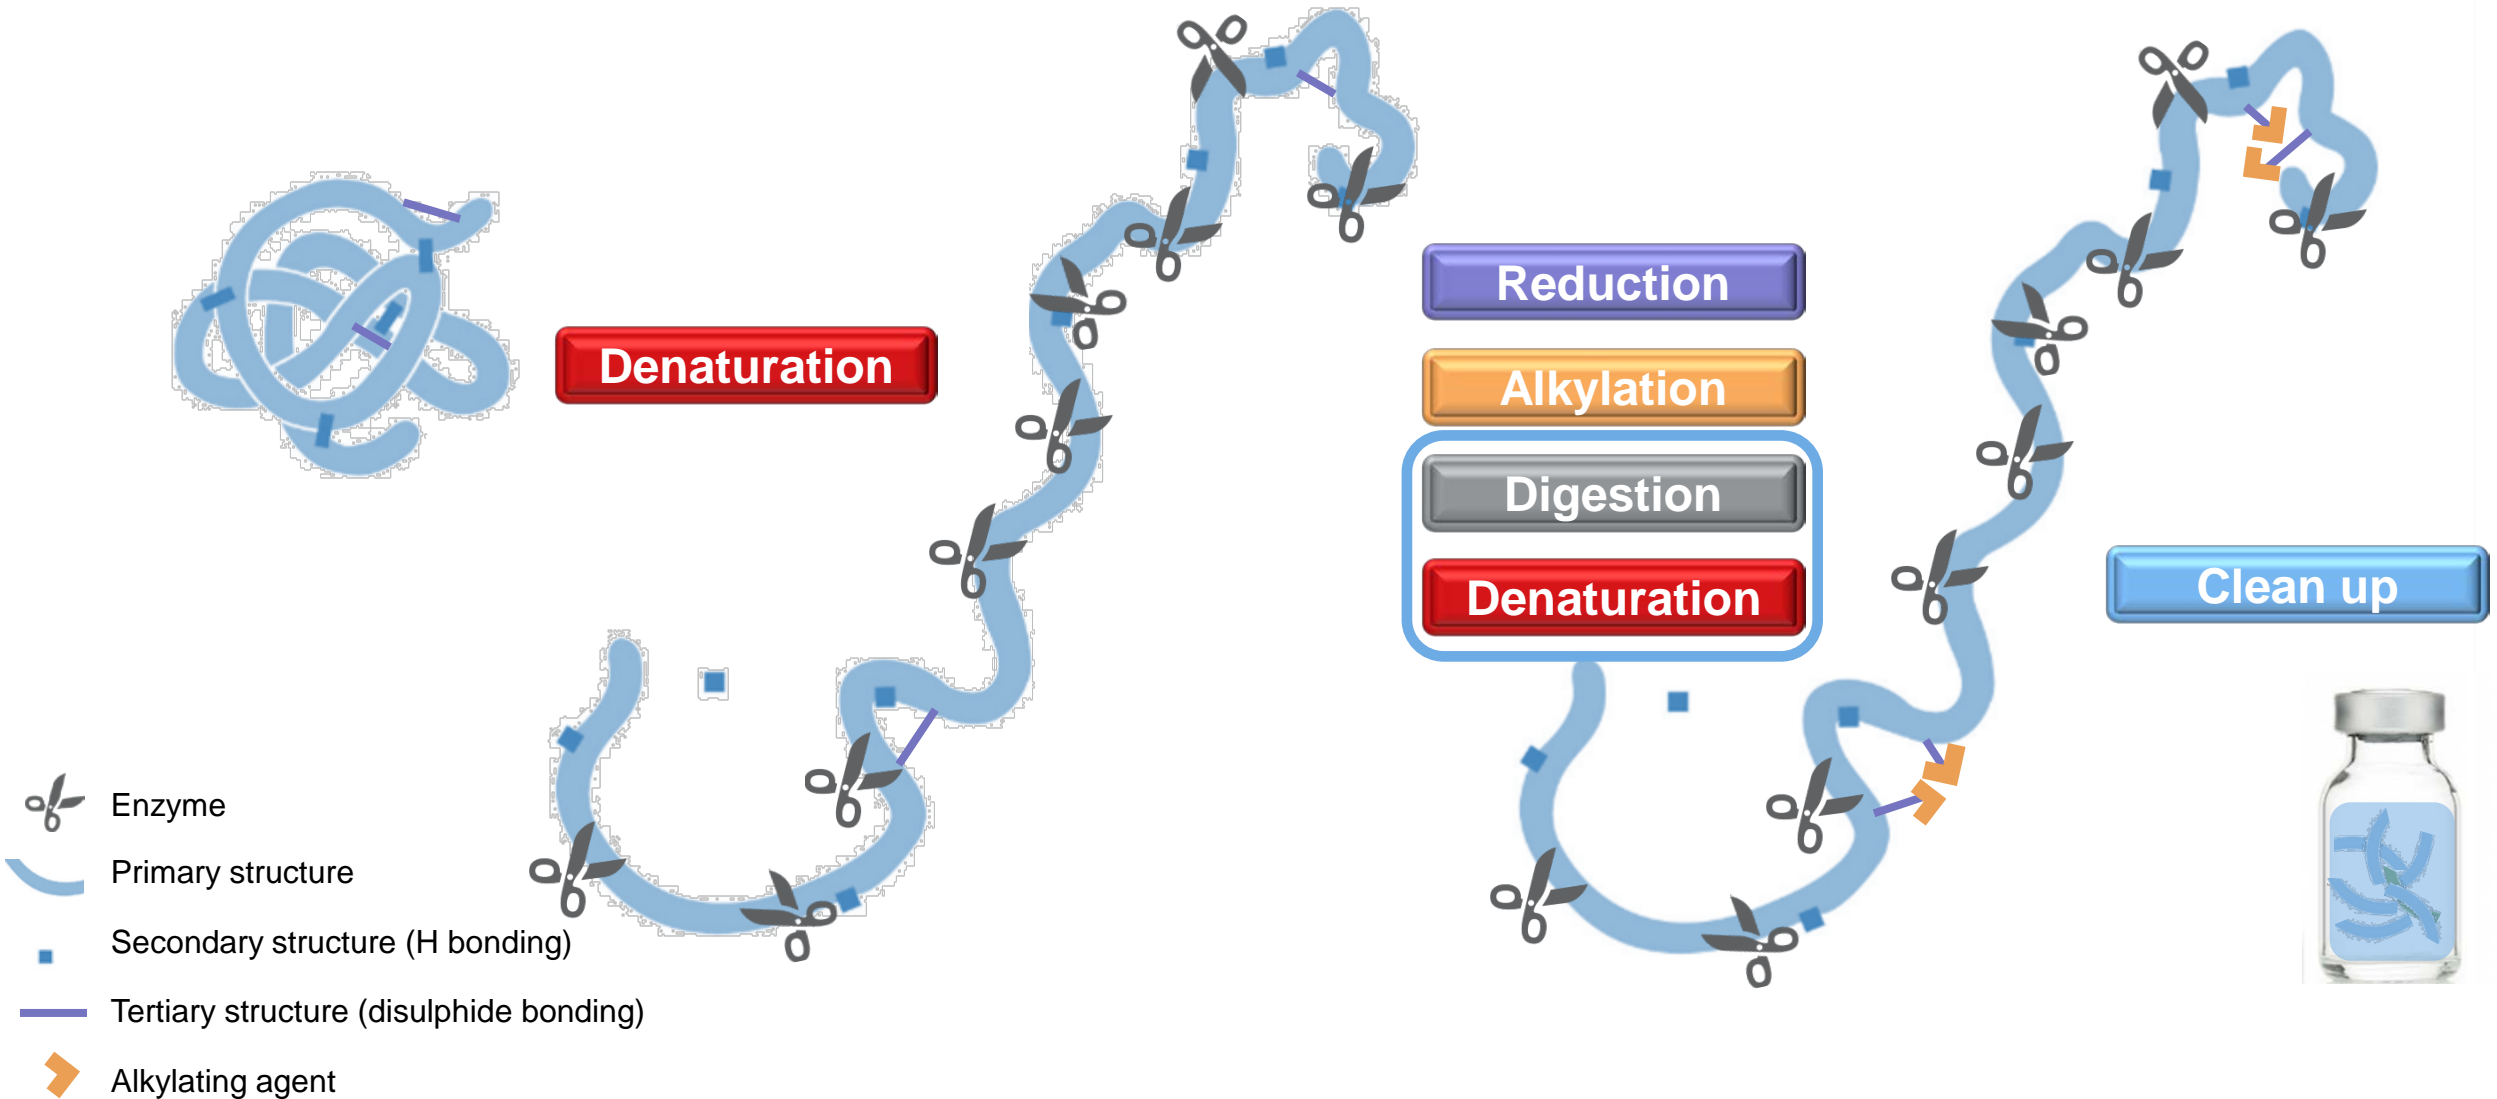 Denaturation
Reduction
Alkylation
Digestion
Denaturation
Clean up
Enzyme
Primary structure
Secondary structure (H bonding)
Tertiary structure (disulphide bonding)
Alkylating agent